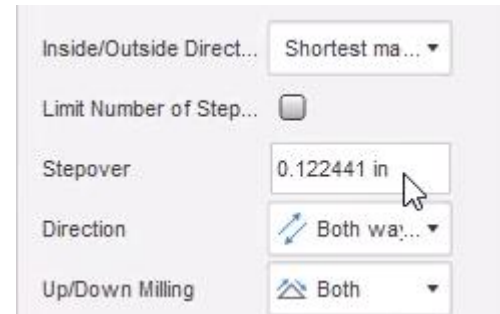 Inside/Outside Direct... Shortest ma...
Limit Number of Step...
Stepover 0.122441 in
Direction Both way...
Up/Down Milling Both